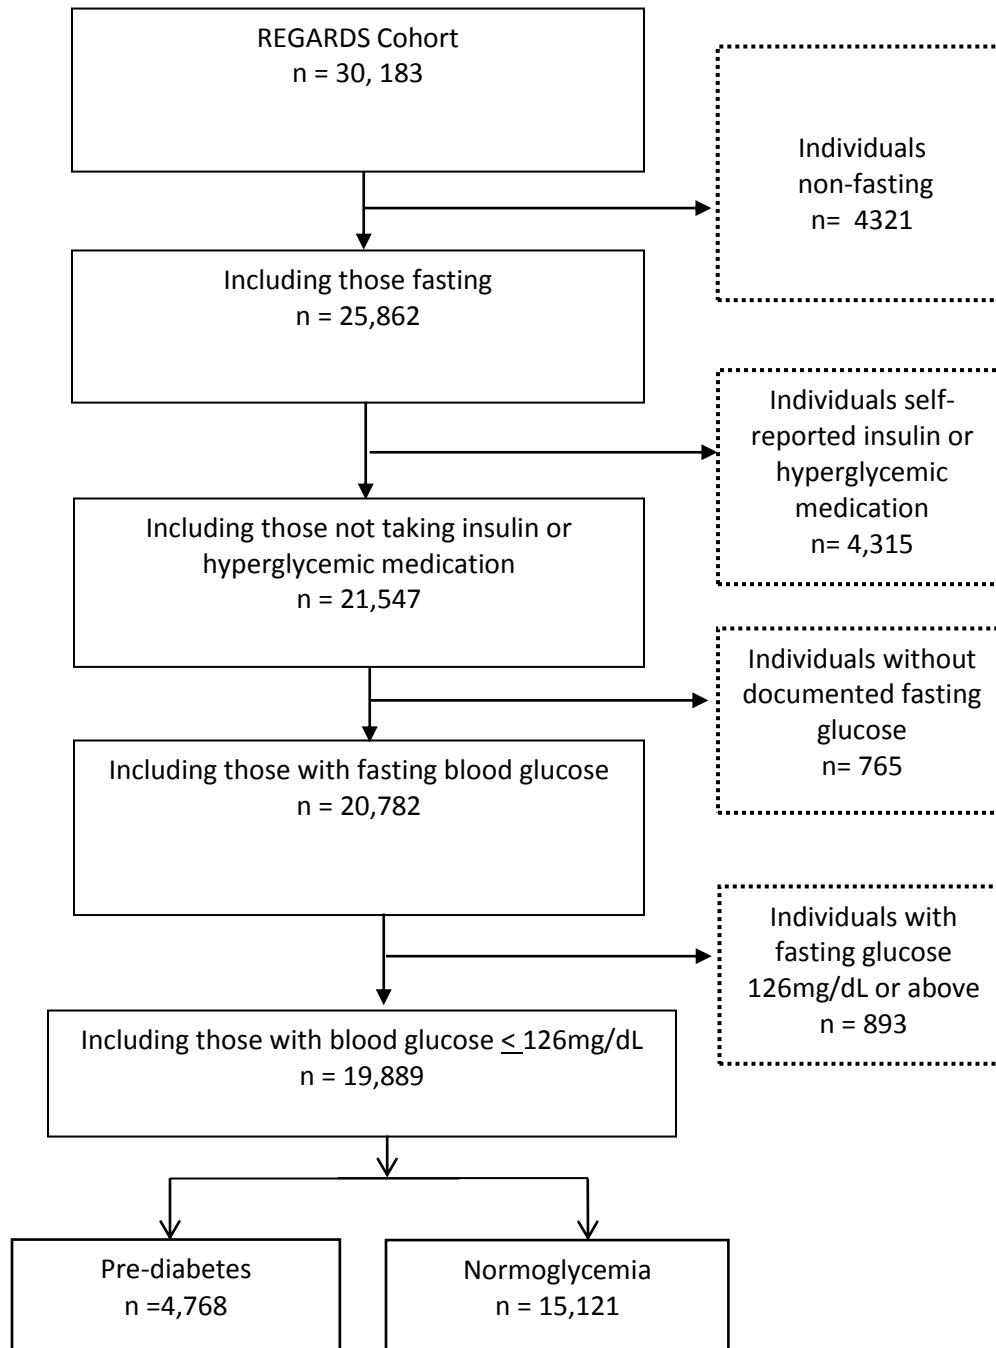 REGARDS Cohort
n = 30, 183
Individuals
non-fasting
n=  4321
Including those fasting
n = 25,862
Individuals self-
reported insulin or
hyperglycemic
medication
n= 4,315
Including those not taking insulin or
hyperglycemic medication
n = 21,547
Individuals without
documented fasting
glucose
n= 765
Including those with fasting blood glucose
n = 20,782
Individuals with
fasting glucose
126mg/dL or above
n = 893
Including those with blood glucose < 126mg/dL
n = 19,889
Pre-diabetes
n =4,768
Normoglycemia
n = 15,121